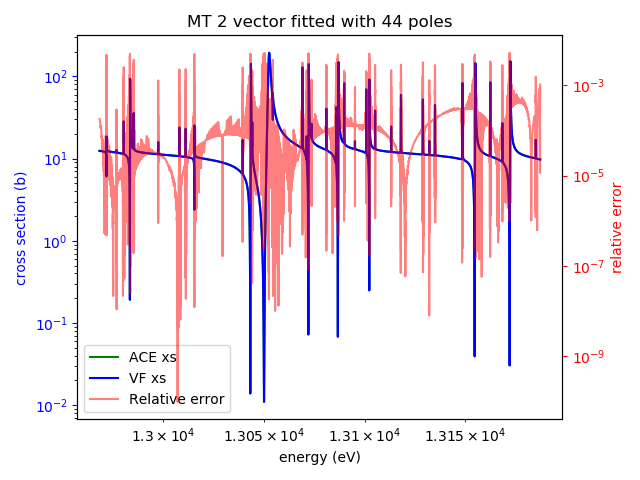 MT 2 vector fitted with 44 poles
cross section (b)
10²
10¹
10⁰
10⁻¹
10⁻²
relative error
10⁻³
10⁻⁵
10⁻⁷
10⁻⁹
ACE xs
VF xs
Relative error
1.3 × 10⁴ 1.305 × 10⁴ 1.31 × 10⁴ 1.315 × 10⁴
energy (eV)